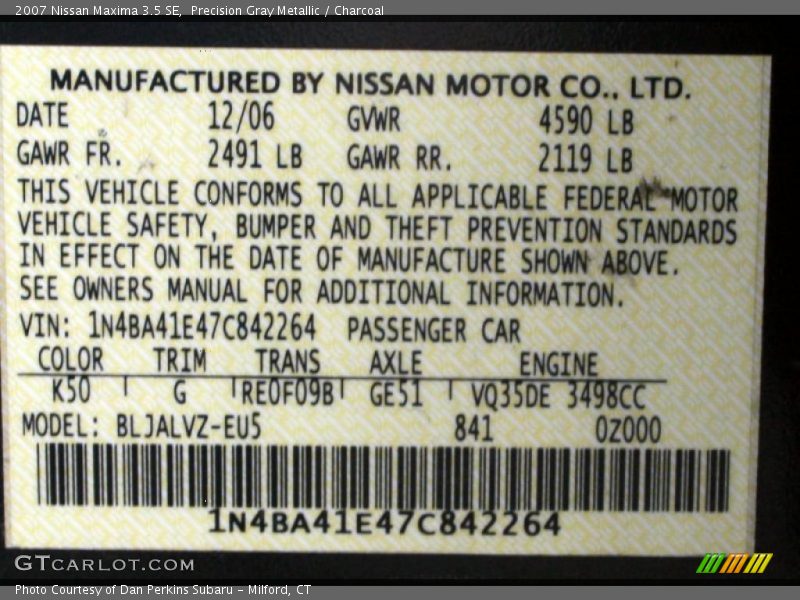 2007 Nissan Maxima 3.5 SE,  Precision Gray Metallic / Charcoal
MANUFACTURED BY NISSAN MOTOR CO., LTD.
DATE 12/06 GVWR 4590 LB
GAWR FR. 2491 LB GAWR RR. 2119 LB
THIS VEHICLE CONFORMS TO ALL APPLICABLE FEDERAL MOTOR
VEHICLE SAFETY, BUMPER AND THEFT PREVENTION STANDARDS
IN EFFECT ON THE DATE OF MANUFACTURE SHOWN ABOVE.
SEE OWNERS MANUAL FOR ADDITIONAL INFORMATION.
VIN: 1N4BA41E47C842264 PASSENGER CAR
COLOR TRIM TRANS AXLE ENGINE
K50 G RE0F09B GE51 VQ35DE 3498CC
MODEL: BLJALVZ-EU5 841 0Z000
1N4BA41E47C842264
GTCARLOT.COM
Photo Courtesy of Dan Perkins Subaru - Milford, CT